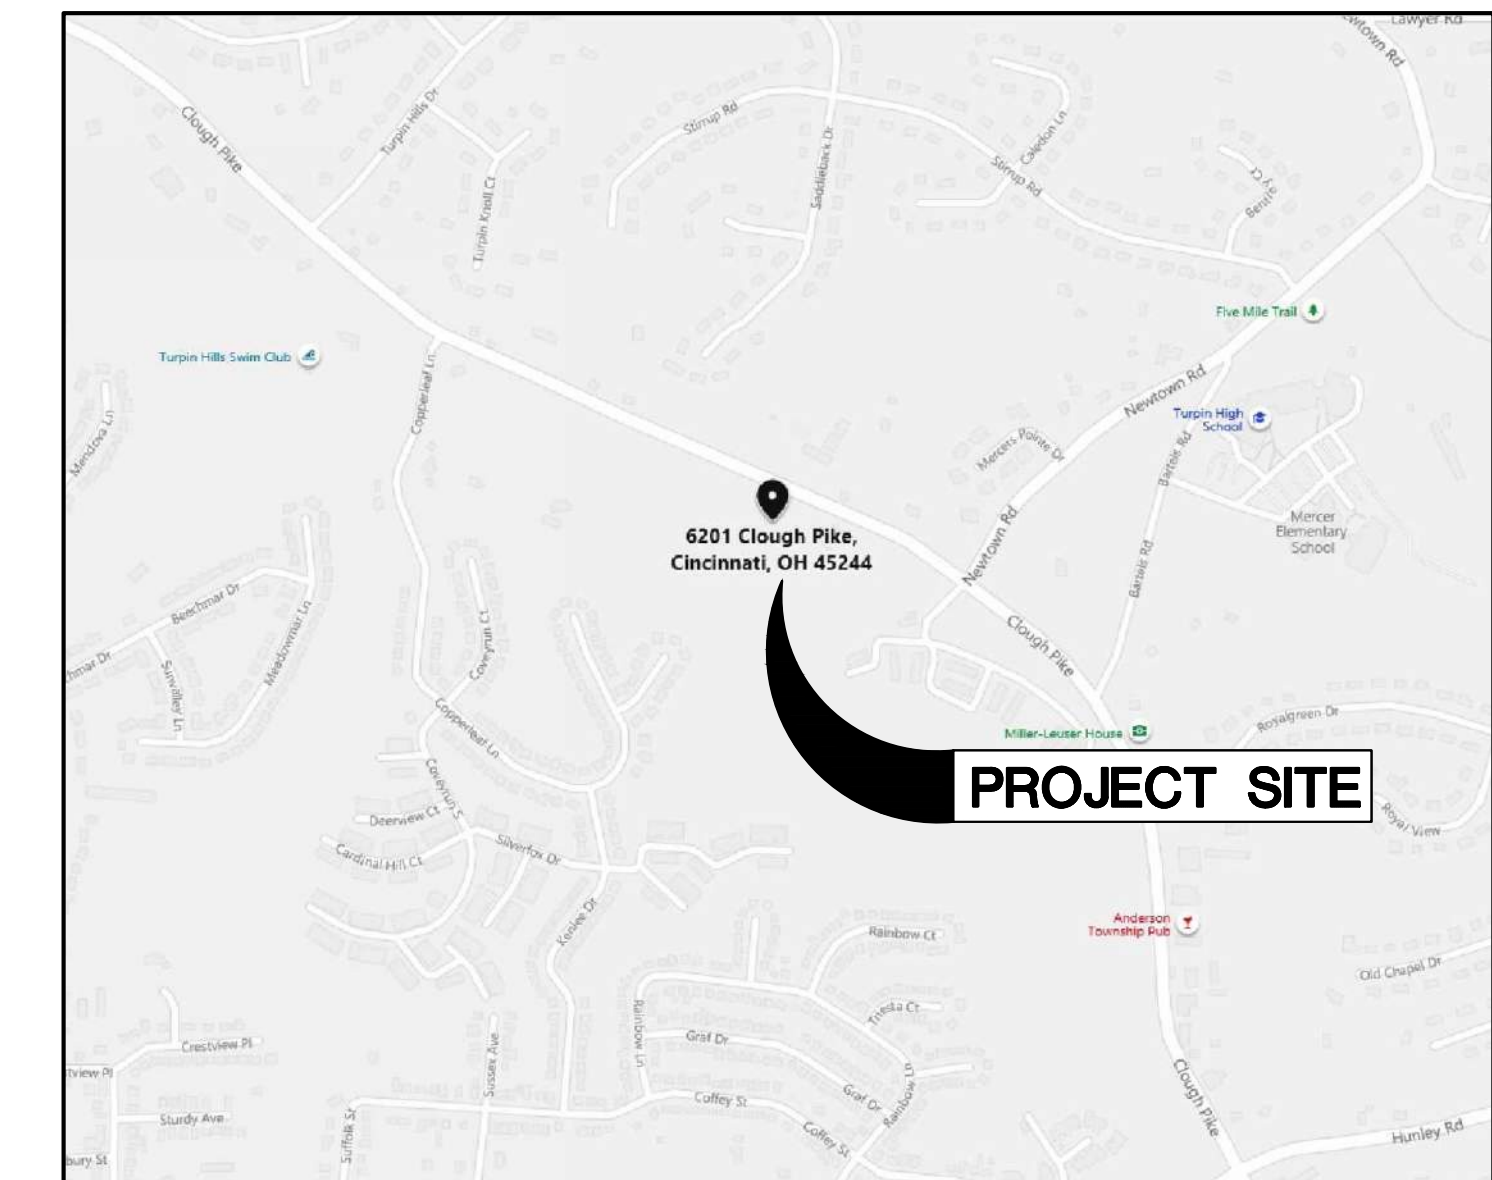 Lawyer Rd
Newtown Rd
Clough Pike
Turpin Hills Dr
Stirrup Rd
Saddleback Dr
Caledon Ln
Stirrup Rd
Bentley Ct
Turpin Knoll Ct
Five Mile Trail
Turpin Hills Swim Club
Copperleaf Ln
Newtown Rd
Mendova Ln
Turpin High
School
Mercers Pointe Dr
Bartels Rd
6201 Clough Pike,
Cincinnati, OH 45244
Newtown Rd
Mercer
Elementary
School
Bartels Rd
Beechmar Dr
Meadowmar Ln
Coveyrun Ct
Clough Pike
chmar Dr
Sunvalley Ln
Copperleaf Ln
Royalgreen Dr
Miller-Leuser House
PROJECT SITE
Coveyrun S
Deerview Ct
Royal View
Silverfox Dr
Cardinal Hill Ct
Kenlee Dr
Anderson
Township Pub
Rainbow Ct
Old Chapel Dr
Rainbow Ln
Triesta Ct
Sussex Ave
Graf Dr
Crestview Pl
tview Pl
Clough Pike
Rainbow Ln
Graf Dr
Coffey St
Sturdy Ave
Suffolk St
Coffey St
Hunley Rd
bury St